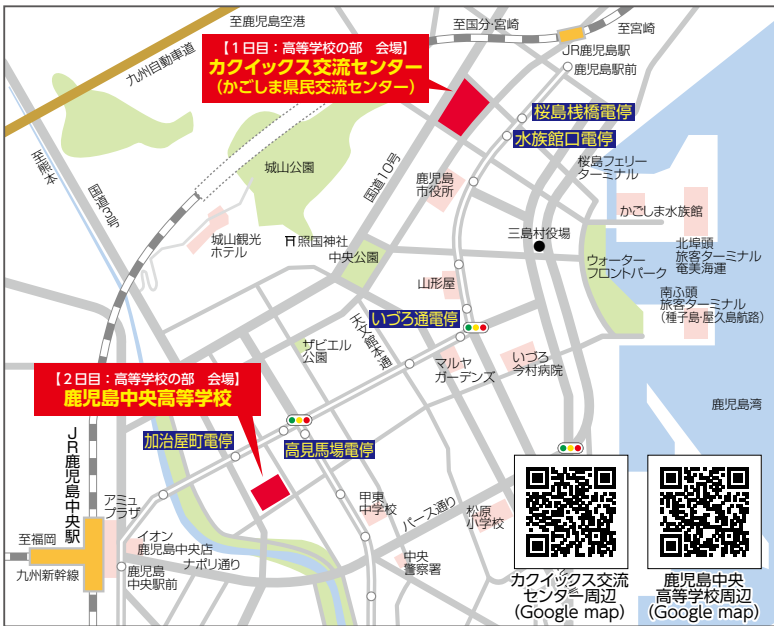 至鹿児島空港
至国分・宮崎
至宮崎
九州自動車道
【1日目：高等学校の部　会場】
カクイックス交流センター
（かごしま県民交流センター）
JR鹿児島駅
鹿児島駅前
桜島桟橋電停
水族館口電停
至熊本
国道3号
城山公園
国道10号
鹿児島
市役所
桜島フェリー
ターミナル
かごしま水族館
城山観光
ホテル
照国神社
中央公園
三島村役場
北埠頭
旅客ターミナル
奄美海運
ウォーター
フロントパーク
山形屋
南ふ頭
旅客ターミナル
（種子島・屋久島航路）
いづろ通電停
天文館本通
ザビエル
公園
マルヤ
ガーデンズ
いづろ
今村病院
【2日目：高等学校の部　会場】
鹿児島中央高等学校
鹿児島湾
加治屋町電停
高見馬場電停
JR鹿児島中央駅
アミュ
プラザ
甲東
中学校
パース通り
松原
小学校
至福岡
九州新幹線
イオン
鹿児島中央店
ナポリ通り
鹿児島
中央駅前
中央
警察署
カクイックス交流
センター周辺
(Google map)
鹿児島中央
高等学校周辺
(Google map)